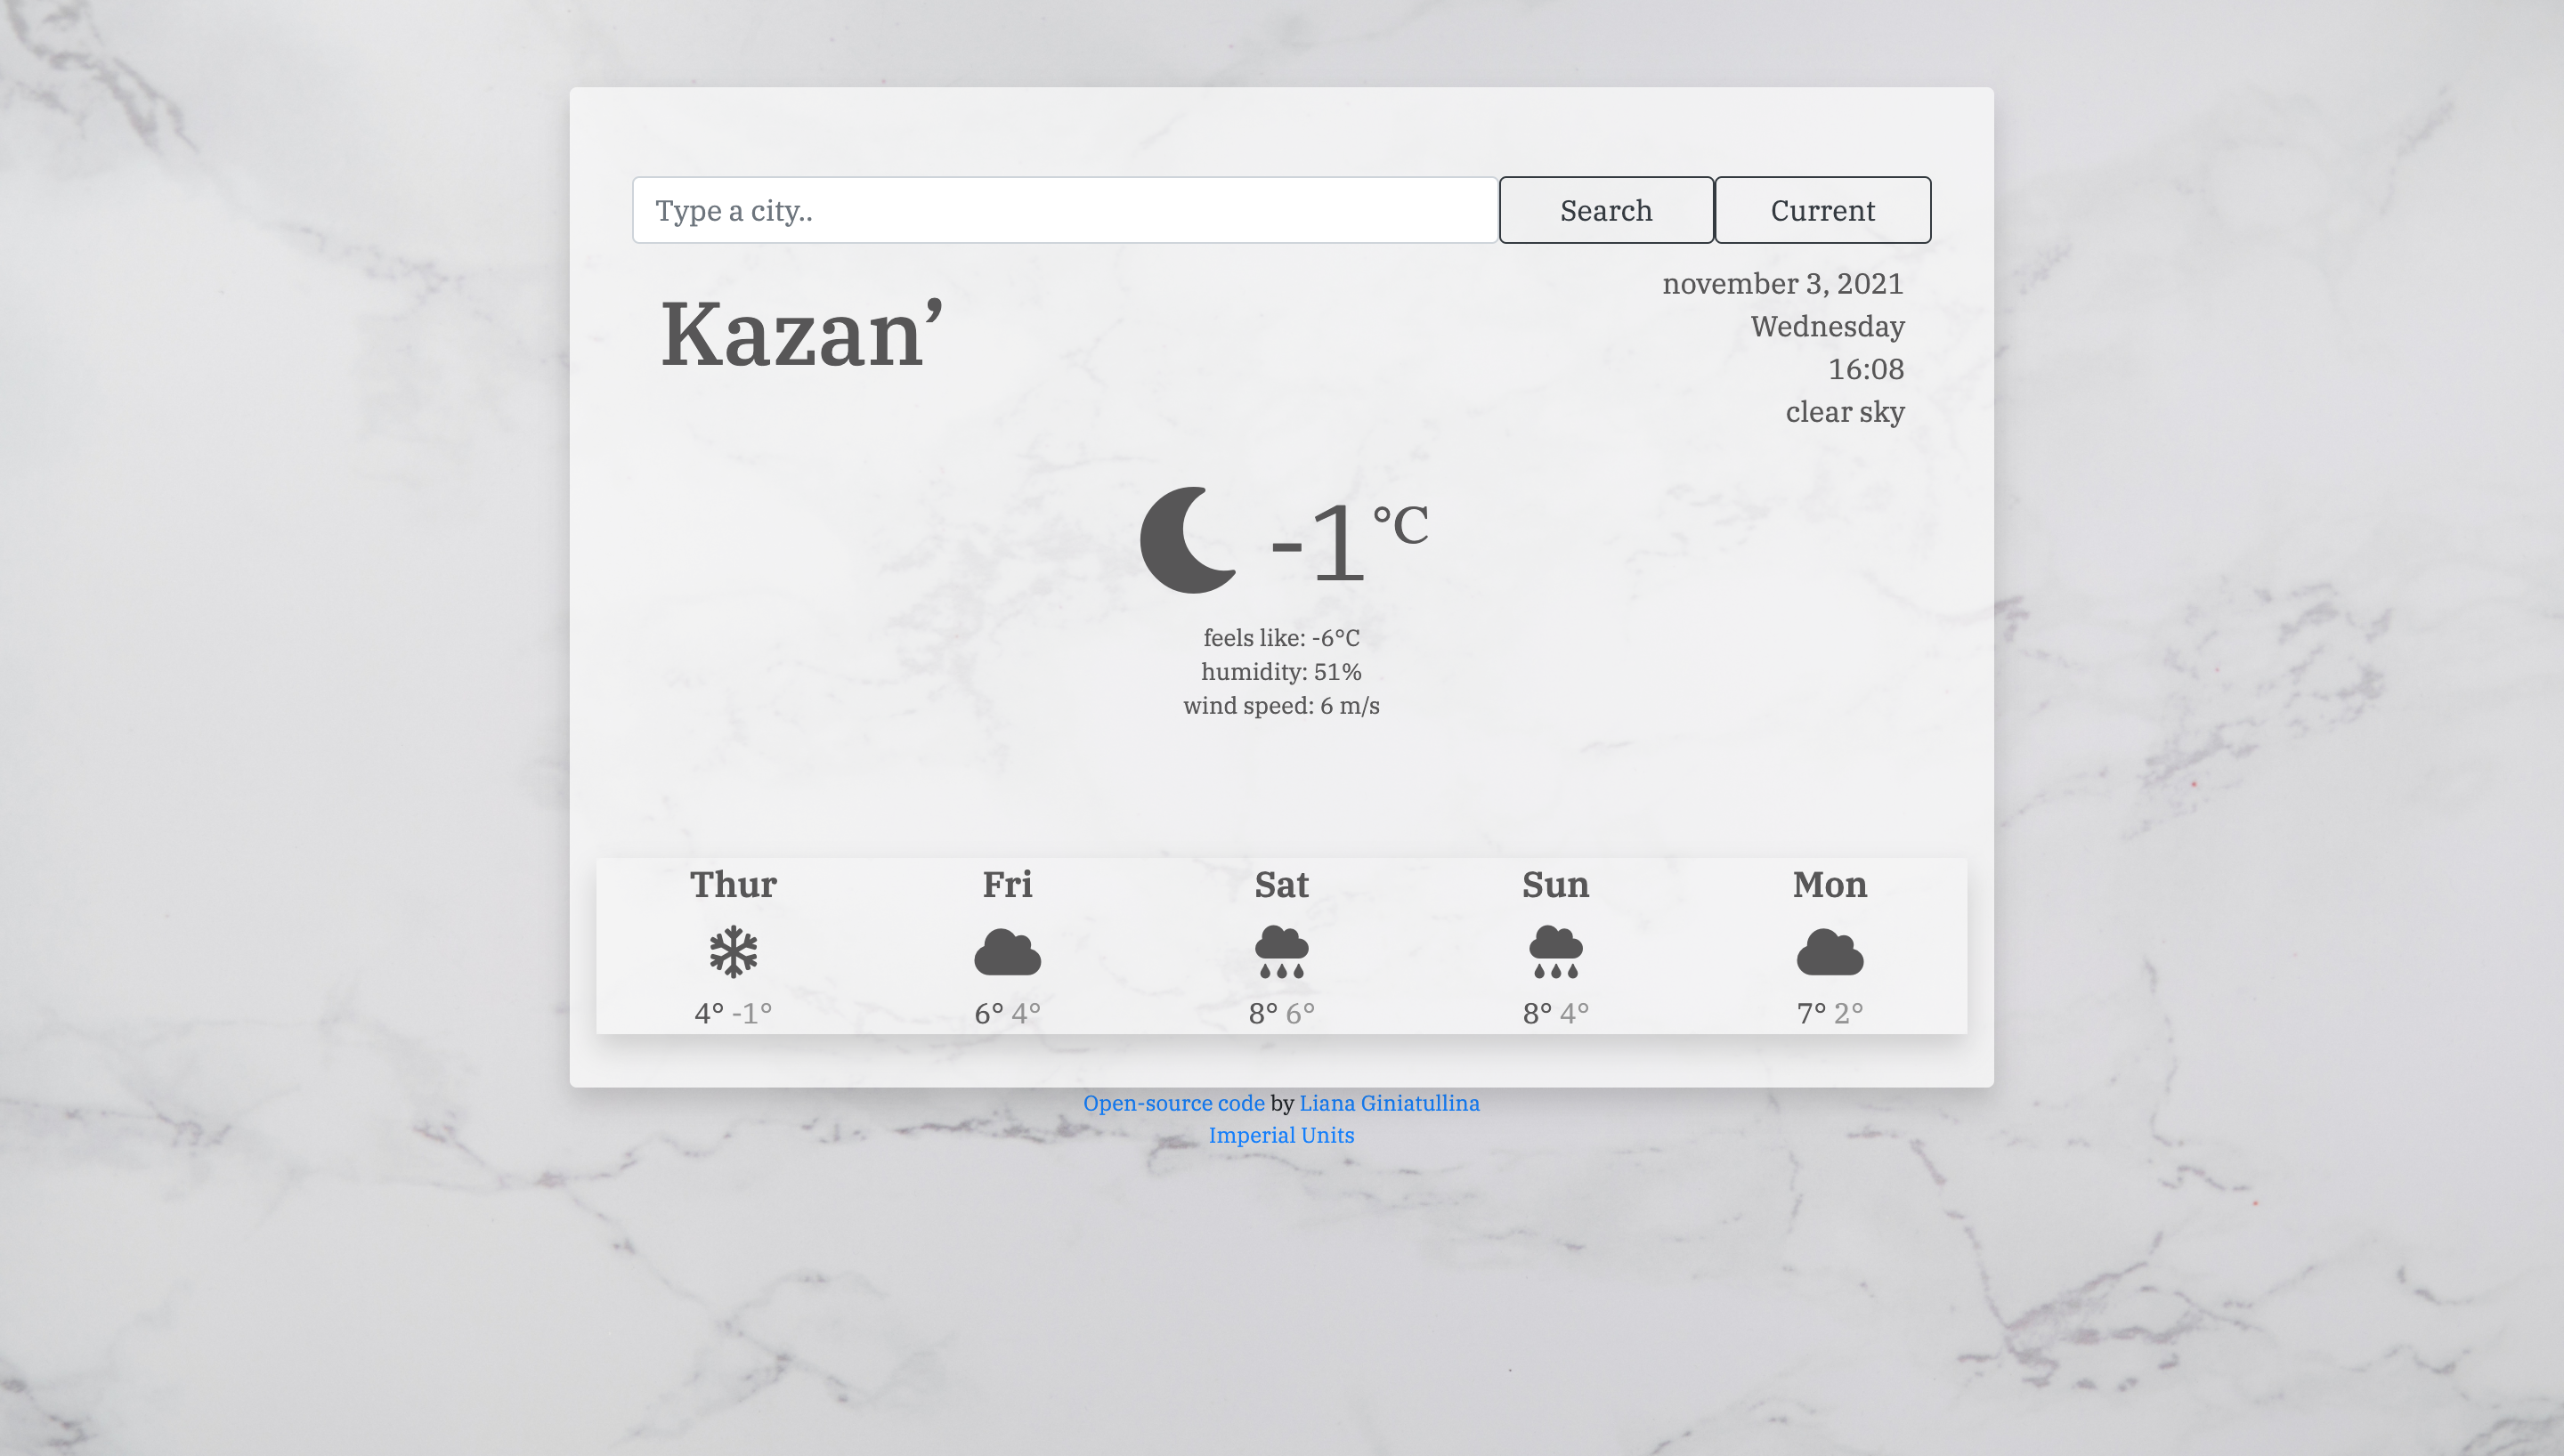 Type a city..
Search
Current
Kazan’
november 3, 2021
Wednesday
16:08
clear sky
-1°C
feels like: -6°C
humidity: 51%
wind speed: 6 m/s
Thur Fri Sat Sun Mon
4° -1° 6° 4° 8° 6° 8° 4° 7° 2°
Open-source code by Liana Giniatullina
Imperial Units